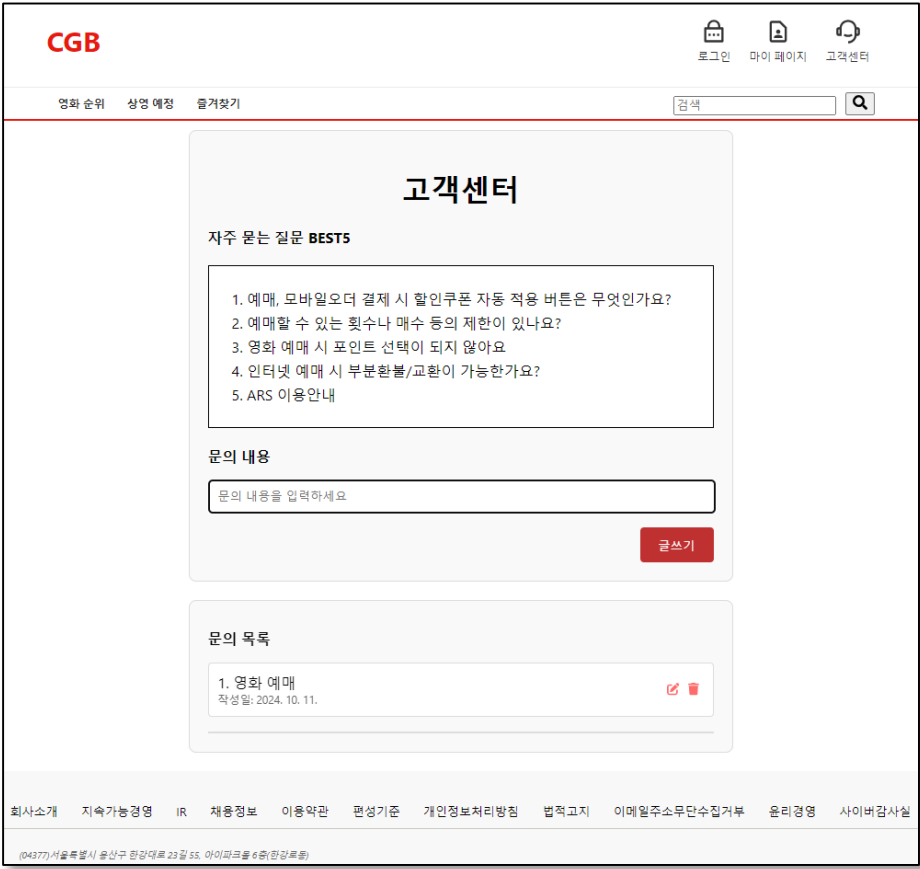 CGB
로그인 마이 페이지 고객센터
영화 순위 상영 예정 즐겨찾기 검색
고객센터
자주 묻는 질문 BEST5
1. 예매, 모바일오더 결제 시 할인쿠폰 자동 적용 버튼은 무엇인가요?
2. 예매할 수 있는 횟수나 매수 등의 제한이 있나요?
3. 영화 예매 시 포인트 선택이 되지 않아요
4. 인터넷 예매 시 부분환불/교환이 가능한가요?
5. ARS 이용안내
문의 내용
문의 내용을 입력하세요
글쓰기
문의 목록
1. 영화 예매
작성일: 2024. 10. 11.
회사소개 지속가능경영 IR 채용정보 이용약관 편성기준 개인정보처리방침 법적고지 이메일주소무단수집거부 윤리경영 사이버감사실
(04377)서울특별시 용산구 한강대로 23길 55, 아이파크몰 6층(한강로동)